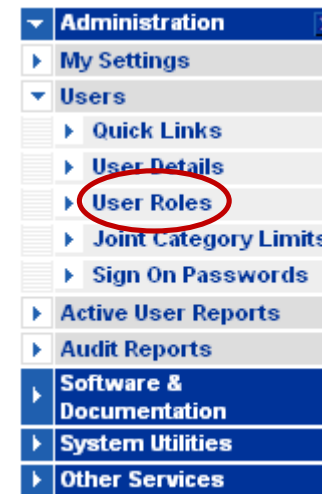 Administration
My Settings
Users
Quick Links
User Details
User Roles
Joint Category Limits
Sign On Passwords
Active User Reports
Audit Reports
Software &
Documentation
System Utilities
Other Services